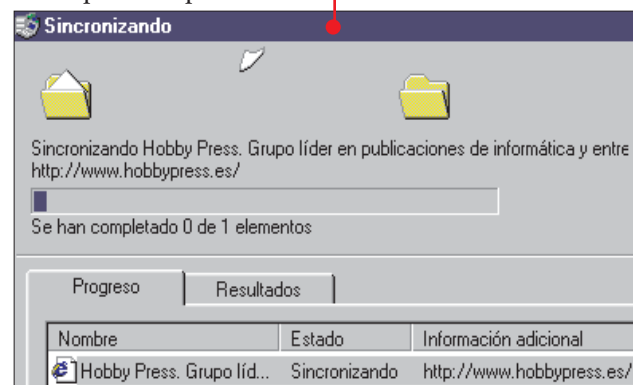 Sincronizando
Sincronizando Hobby Press. Grupo líder en publicaciones de informática y entre
http://www.hobbypress.es/
Se han completado 0 de 1 elementos
Progreso Resultados
Nombre Estado Información adicional
Hobby Press. Grupo líd... Sincronizando http://www.hobbypress.es/